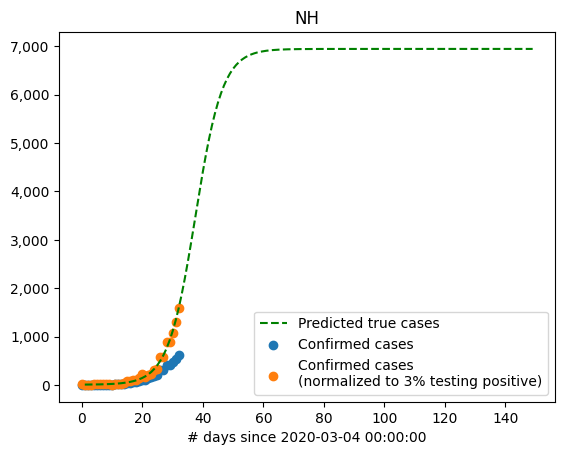 NH
7,000
6,000
5,000
4,000
3,000
2,000
1,000
0
Predicted true cases
Confirmed cases
Confirmed cases
(normalized to 3% testing positive)
0 20 40 60 80 100 120 140
# days since 2020-03-04 00:00:00